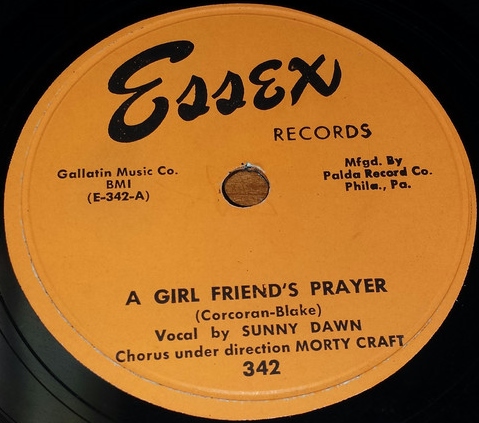 Essex
RECORDS
Gallatin Music Co.
BMI
(E-342-A)
Mfgd. By
Palda Record Co.
Phila., Pa.
A GIRL FRIEND'S PRAYER
(Corcoran-Blake)
Vocal by SUNNY DAWN
Chorus under direction MORTY CRAFT
342